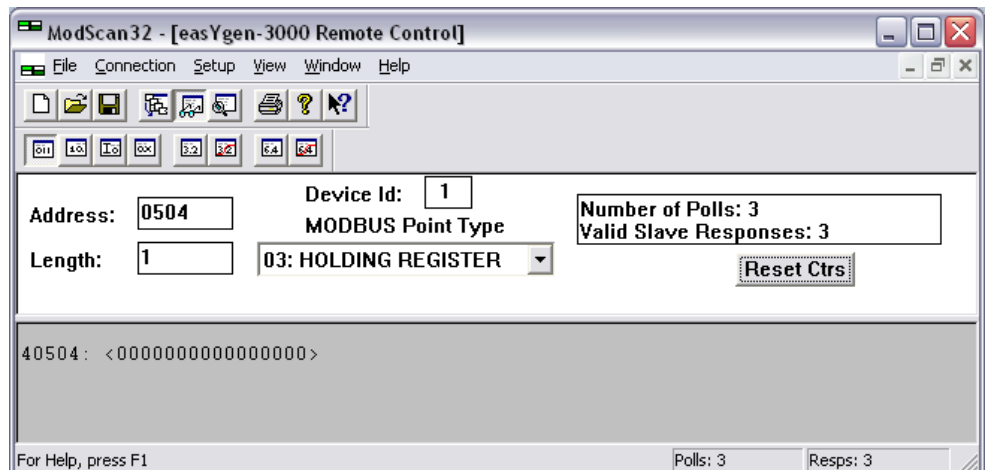 ModScan32 - [easYgen-3000 Remote Control]
File Connection Setup View Window Help
Device Id: 1
Address: 0504
MODBUS Point Type
Length: 1
03: HOLDING REGISTER
Number of Polls: 3
Valid Slave Responses: 3
Reset Ctrs
40504: <0000000000000000>
For Help, press F1
Polls: 3
Resps: 3